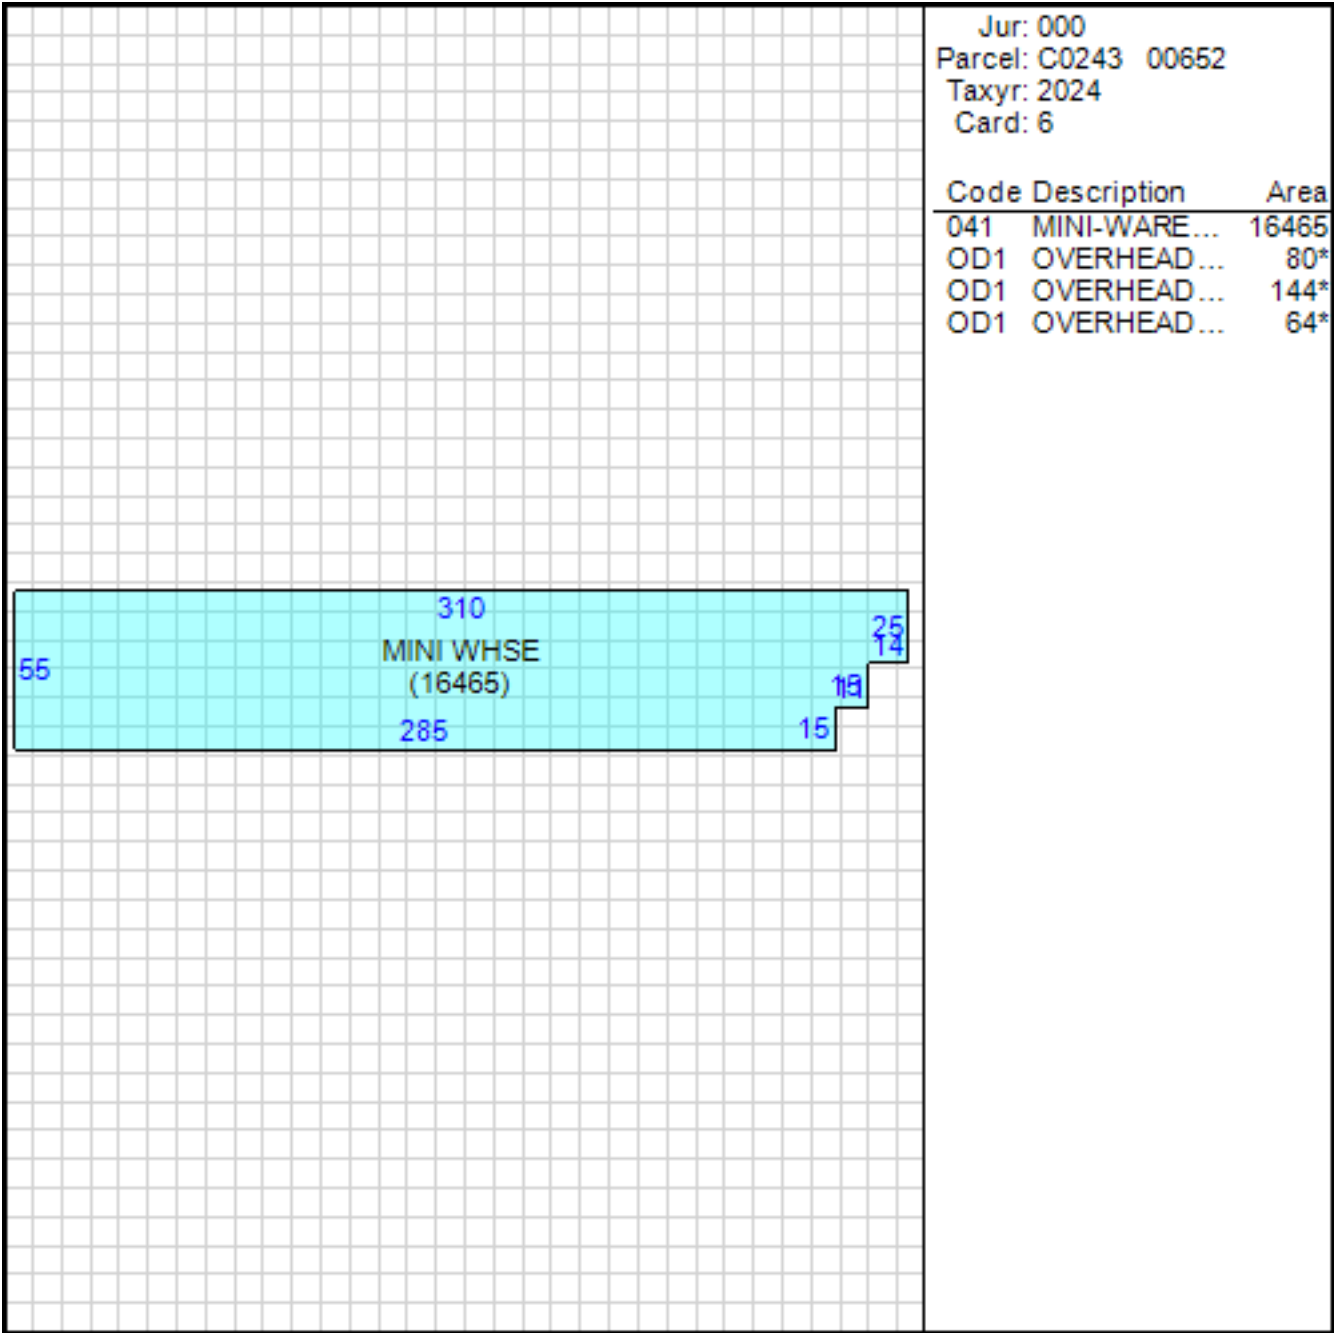 Jur: 000
Parcel: C0243 00652
Taxyr: 2024
Card: 6
Code Description Area
041 MINI-WARE... 16465
OD1 OVERHEAD... 80*
OD1 OVERHEAD... 144*
OD1 OVERHEAD... 64*
310
25
14
MINI WHSE
55
(16465)
285
15